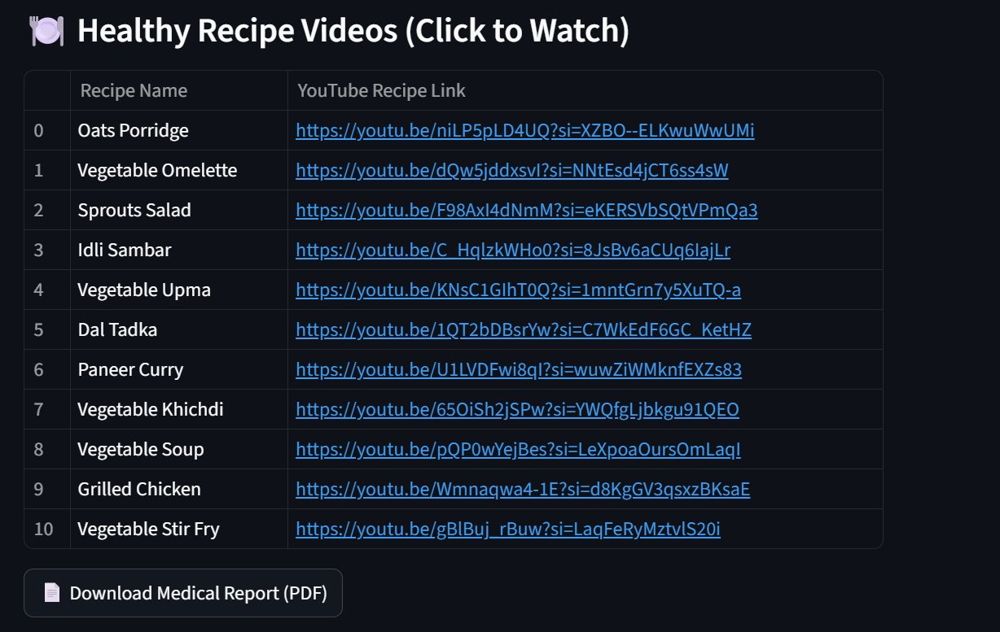 Healthy Recipe Videos (Click to Watch)
Recipe Name YouTube Recipe Link
0 Oats Porridge https://youtu.be/niLP5pLD4UQ?si=XZBO--ELKwuWwUMi
1 Vegetable Omelette https://youtu.be/dQw5jddxsvI?si=NNtEsd4jCT6ss4sW
2 Sprouts Salad https://youtu.be/F98AxI4dNmM?si=eKERSVbSQtVPmQa3
3 Idli Sambar https://youtu.be/C_HqlzkWHo0?si=8JsBv6aCUq6IajLr
4 Vegetable Upma https://youtu.be/KNsC1GIhT0Q?si=1mntGrn7y5XuTQ-a
5 Dal Tadka https://youtu.be/1QT2bDBsrYw?si=C7WkEdF6GC_KetHZ
6 Paneer Curry https://youtu.be/U1LVDFwi8qI?si=wuwZiWMknfEXZs83
7 Vegetable Khichdi https://youtu.be/65OiSh2jSPw?si=YWQfgLjbkgu91QEO
8 Vegetable Soup https://youtu.be/pQP0wYejBes?si=LeXpoaOursOmLaqI
9 Grilled Chicken https://youtu.be/Wmnaqwa4-1E?si=d8KgGV3qsxzBKsaE
10 Vegetable Stir Fry https://youtu.be/gBlBuj_rBuw?si=LaqFeRyMztvlS20i
Download Medical Report (PDF)